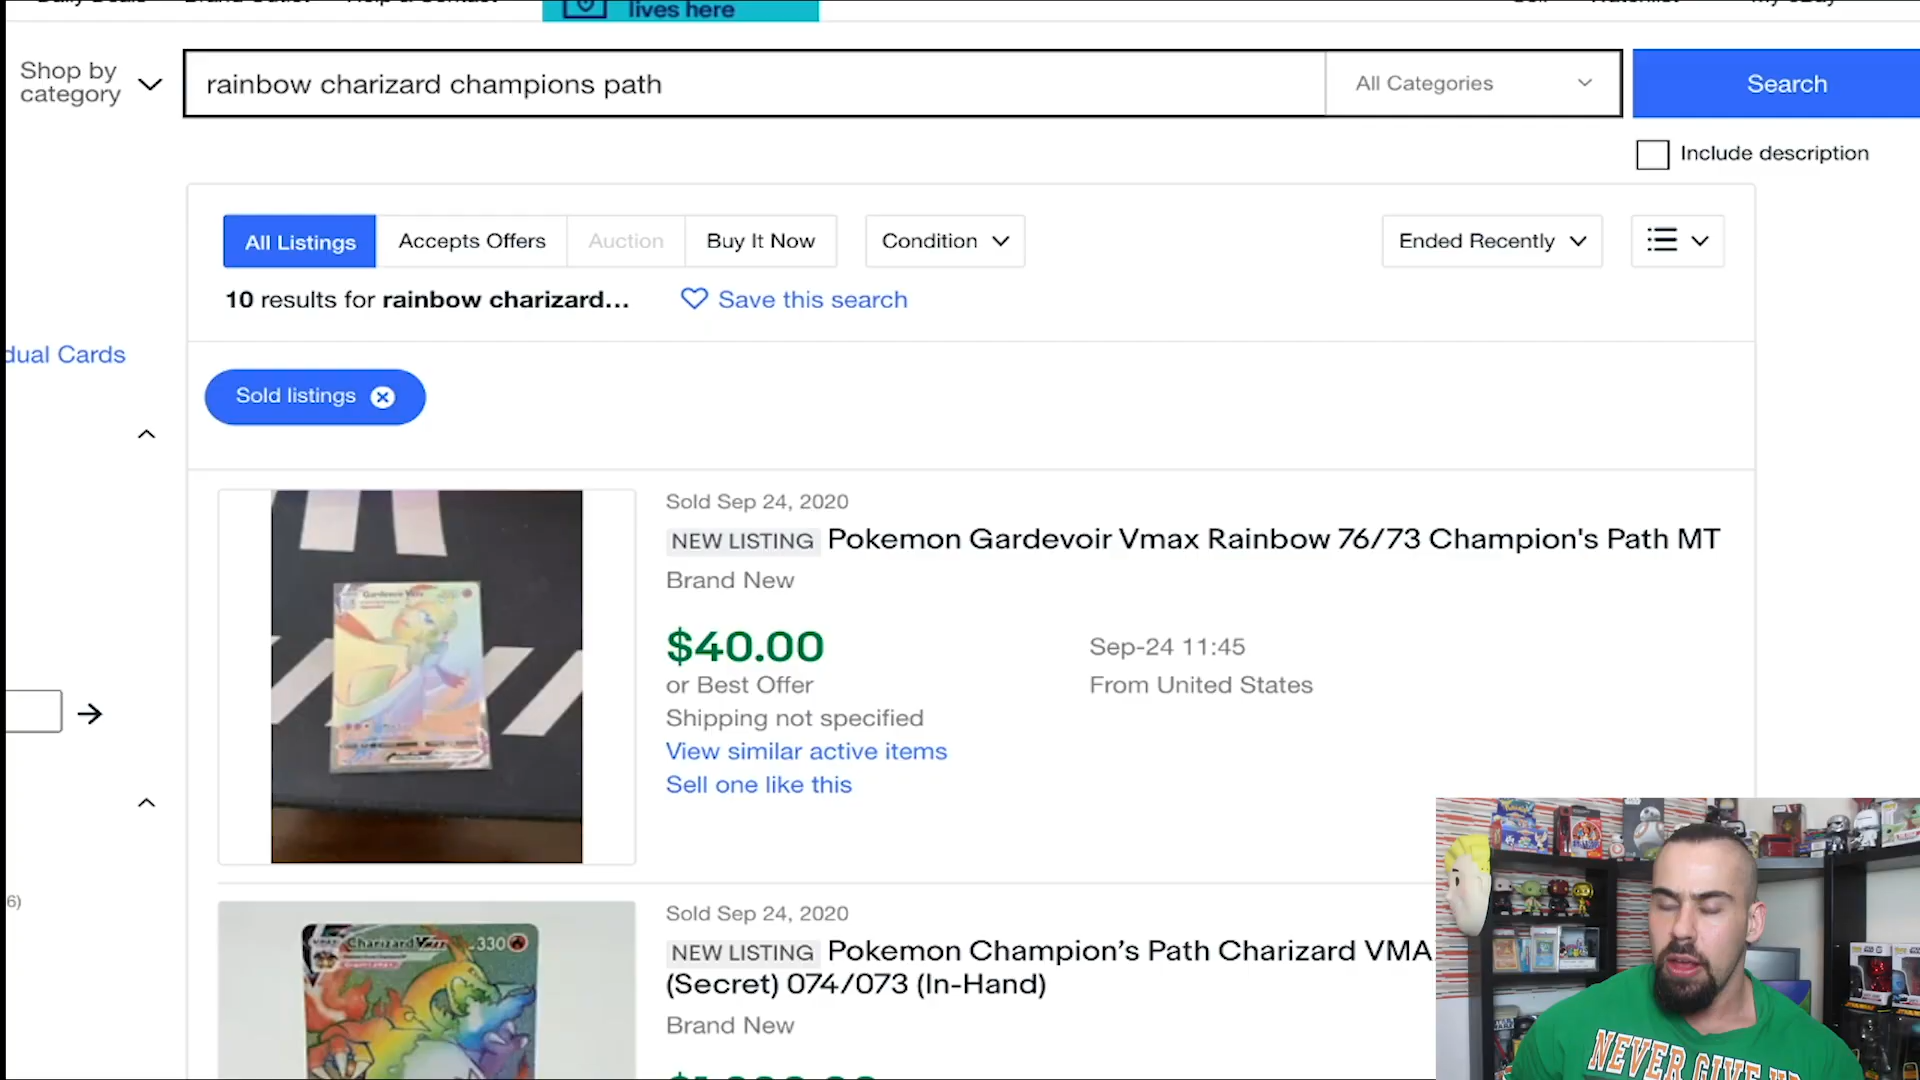 lives here
Shop by
category
rainbow charizard champions path
All Categories
Search
Include description
All Listings
Accepts Offers
Auction
Buy It Now
Condition
Ended Recently
10 results for rainbow charizard...
Save this search
dual Cards
Sold listings
Sold Sep 24, 2020
NEW LISTING Pokemon Gardevoir Vmax Rainbow 76/73 Champion's Path MT
Brand New
$40.00
Sep-24 11:45
or Best Offer
From United States
Shipping not specified
View similar active items
Sell one like this
6)
Sold Sep 24, 2020
NEW LISTING Pokemon Champion’s Path Charizard VMA
(Secret) 074/073 (In-Hand)
Brand New
Charizard
330
NEVER GIVE